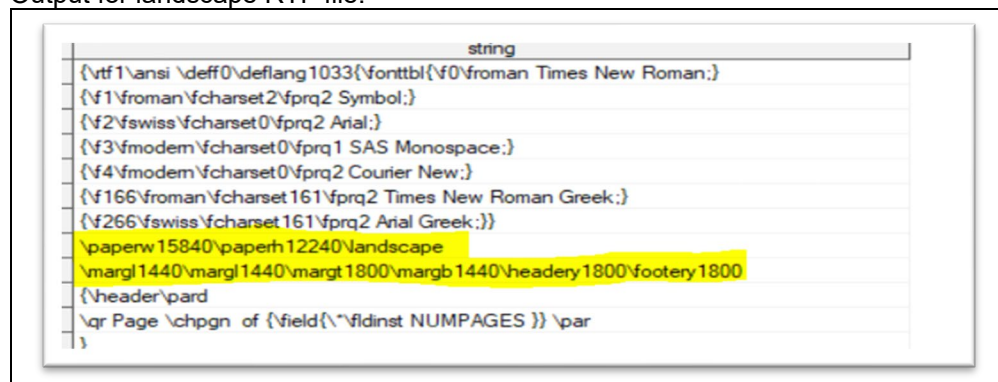 Output for landscape RTF file:
string
{\rtf1\ansi \deff0\deflang1033{\fonttbl{\f0\froman Times New Roman;}
{\f1\froman\fcharset2\fprq2 Symbol;}
{\f2\fswiss\fcharset0\fprq2 Arial;}
{\f3\fmodern\fcharset0\fprq1 SAS Monospace;}
{\f4\fmodern\fcharset0\fprq2 Courier New;}
{\f166\froman\fcharset161\fprq2 Times New Roman Greek;}
{\f266\fswiss\fcharset161\fprq2 Arial Greek;}}
\paperw15840\paperh12240\landscape
\margl1440\margl1440\margt1800\margb1440\headery1800\footery1800
{\header\pard
\qr Page \chpgn  of {\field{\*\fldinst NUMPAGES }} \par
}